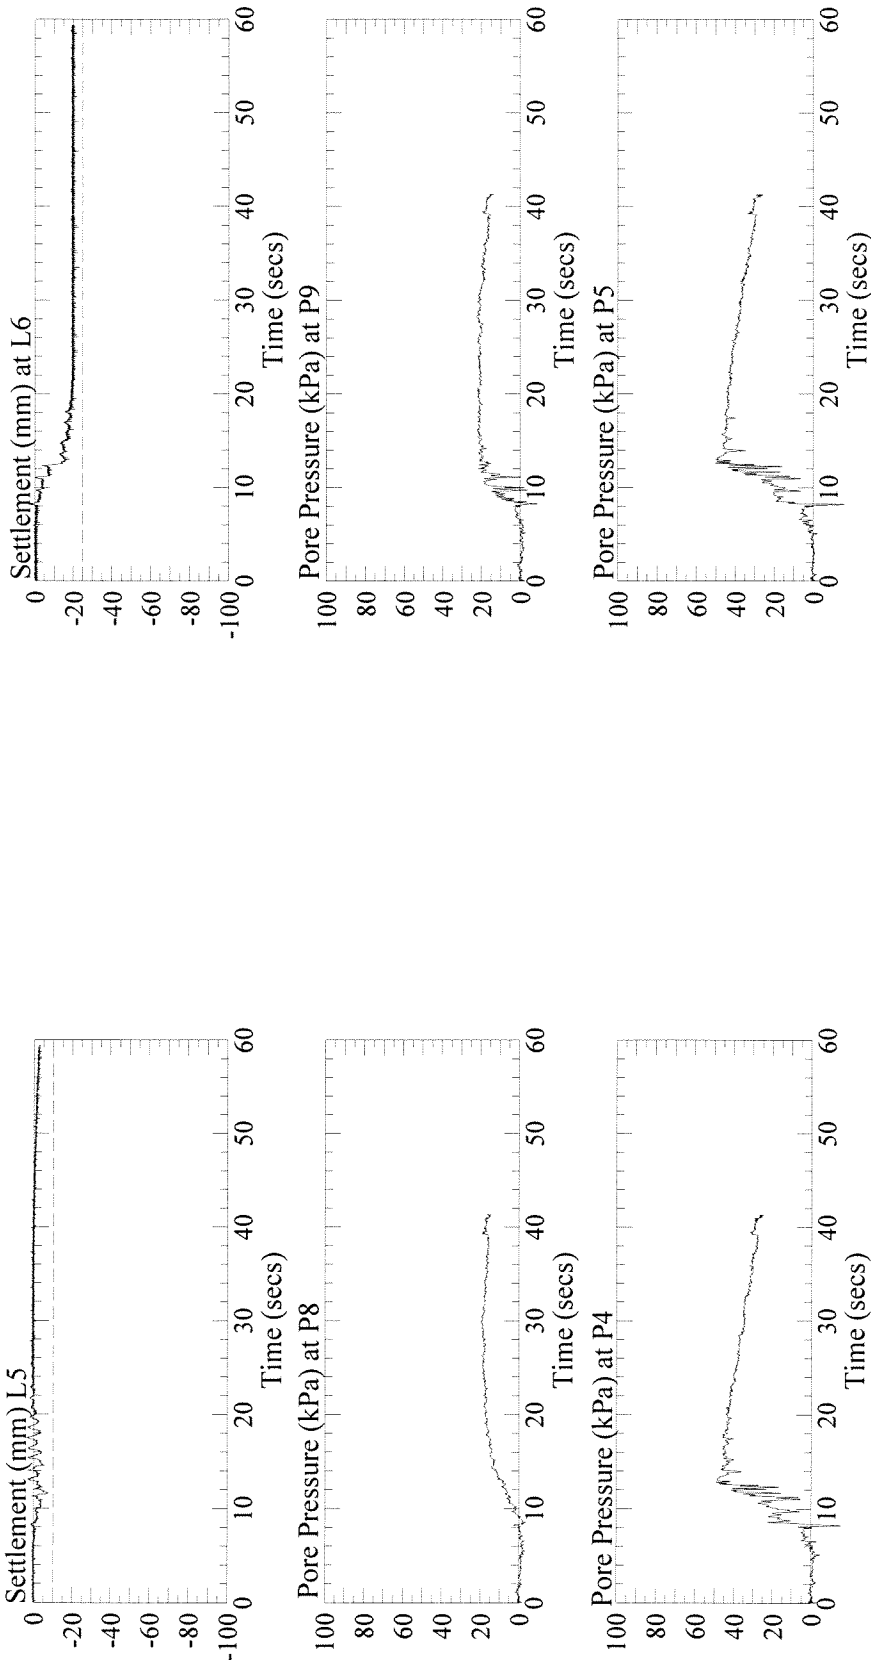 Settlement (mm) L5
0
-20
-40
-60
-80
-100
0 10 20 30 40 50 60
Time (secs)
Settlement (mm) at L6
0
-20
-40
-60
-80
-100
0 10 20 30 40 50 60
Time (secs)
Pore Pressure (kPa) at P8
100
80
60
40
20
0
0 10 20 30 40 50 60
Time (secs)
Pore Pressure (kPa) at P9
100
80
60
40
20
0
0 10 20 30 40 50 60
Time (secs)
Pore Pressure (kPa) at P4
100
80
60
40
20
0
0 10 20 30 40 50 60
Time (secs)
Pore Pressure (kPa) at P5
100
80
60
40
20
0
0 10 20 30 40 50 60
Time (secs)